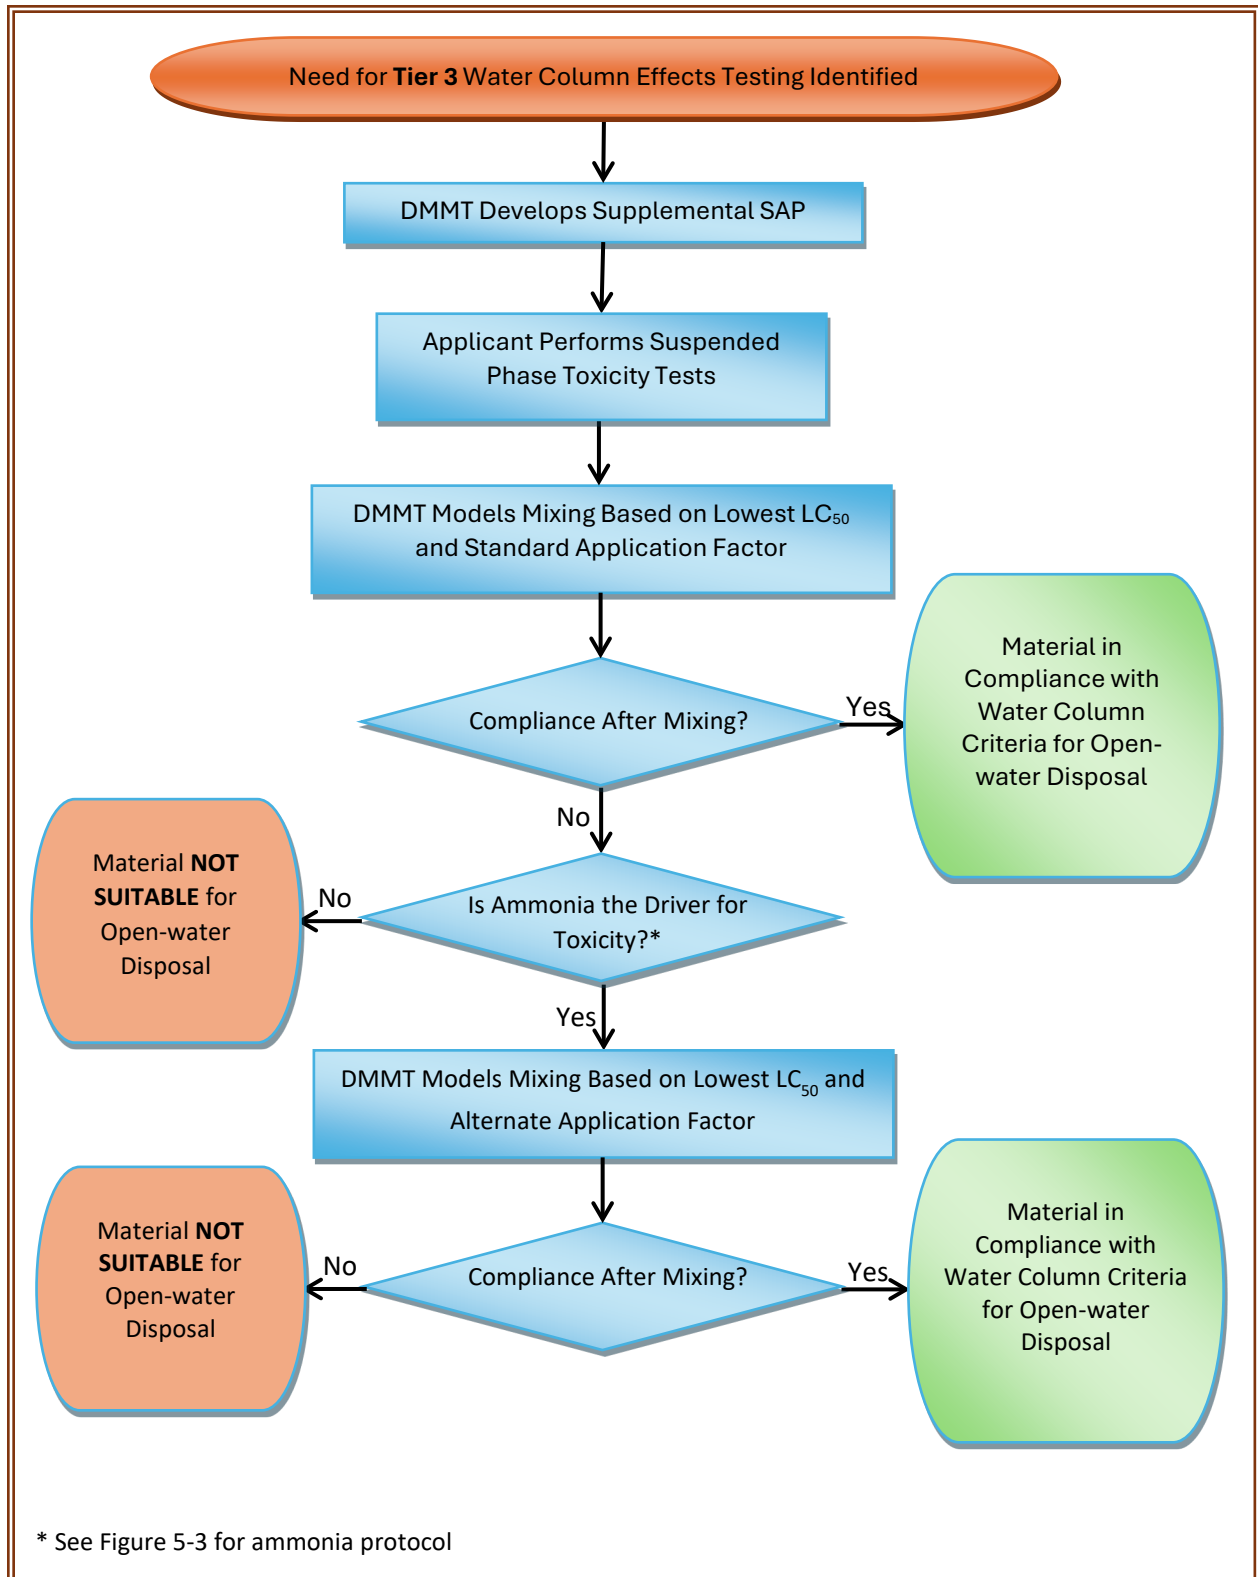 Need for Tier 3 Water Column Effects Testing Identified
DMMT Develops Supplemental SAP
Applicant Performs Suspended
Phase Toxicity Tests
DMMT Models Mixing Based on Lowest LC₅₀
and Standard Application Factor
Compliance After Mixing?
Yes
Material in
Compliance with
Water Column
Criteria for Open-
water Disposal
No
Is Ammonia the Driver for
Toxicity?*
No
Material NOT
SUITABLE for
Open-water
Disposal
Yes
DMMT Models Mixing Based on Lowest LC₅₀ and
Alternate Application Factor
Compliance After Mixing?
No
Material NOT
SUITABLE for
Open-water
Disposal
Yes
Material in
Compliance with
Water Column Criteria
for Open-water
Disposal
* See Figure 5-3 for ammonia protocol